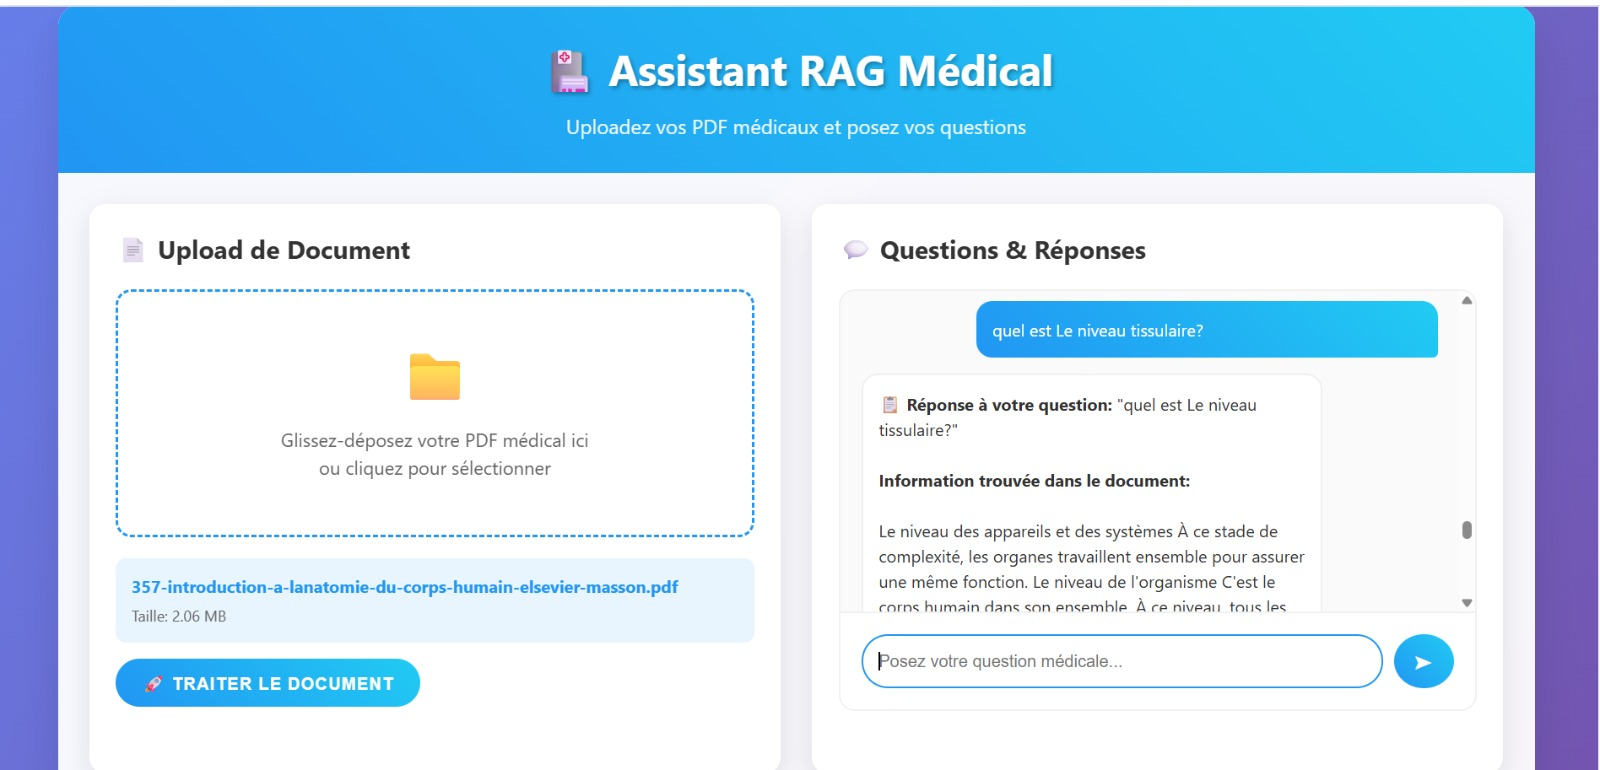 Assistant RAG Médical
Uploadez vos PDF médicaux et posez vos questions
Upload de Document
Glissez-déposez votre PDF médical ici
ou cliquez pour sélectionner
357-introduction-a-lanatomie-du-corps-humain-elsevier-masson.pdf
Taille: 2.06 MB
TRAITER LE DOCUMENT
Questions & Réponses
quel est Le niveau tissulaire?
Réponse à votre question: "quel est Le niveau
tissulaire?"
Information trouvée dans le document:
Le niveau des appareils et des systèmes À ce stade de
complexité, les organes travaillent ensemble pour assurer
une même fonction. Le niveau de l'organisme C'est le
corps humain dans son ensemble. À ce niveau, tous les
Posez votre question médicale...